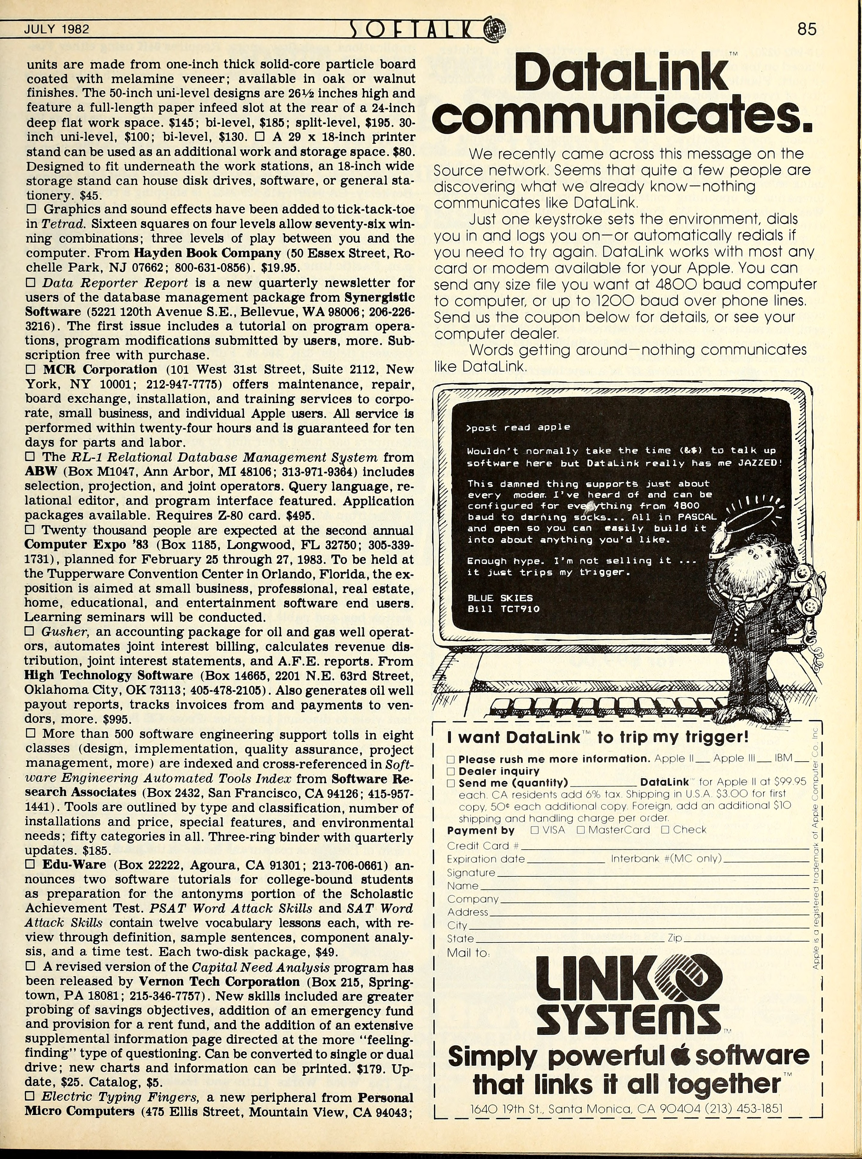 JULY 1982
SOFTALK
85
units are made from one-inch thick solid-core particle board
coated with melamine veneer; available in oak or walnut
finishes. The 50-inch uni-level designs are 26½ inches high and
feature a full-length paper infeed slot at the rear of a 24-inch
deep flat work space. $145; bi-level, $185; split-level, $195. 30-
inch uni-level, $100; bi-level, $130. □ A 29 x 18-inch printer
stand can be used as an additional work and storage space. $80.
Designed to fit underneath the work stations, an 18-inch wide
storage stand can house disk drives, software, or general sta-
tionery. $45.
□ Graphics and sound effects have been added to tick-tack-toe
in Tetrad. Sixteen squares on four levels allow seventy-six win-
ning combinations; three levels of play between you and the
computer. From Hayden Book Company (50 Essex Street, Ro-
chelle Park, NJ 07662; 800-631-0856). $19.95.
□ Data Reporter Report is a new quarterly newsletter for
users of the database management package from Synergistic
Software (5221 120th Avenue S.E., Bellevue, WA 98006; 206-226-
3216). The first issue includes a tutorial on program opera-
tions, program modifications submitted by users, more. Sub-
scription free with purchase.
□ MCR Corporation (101 West 31st Street, Suite 2112, New
York, NY 10001; 212-947-7775) offers maintenance, repair,
board exchange, installation, and training services to corpo-
rate, small business, and individual Apple users. All service is
performed within twenty-four hours and is guaranteed for ten
days for parts and labor.
□ The RL-1 Relational Database Management System from
ABW (Box M1047, Ann Arbor, MI 48106; 313-971-9364) includes
selection, projection, and joint operators. Query language, re-
lational editor, and program interface featured. Application
packages available. Requires Z-80 card. $495.
□ Twenty thousand people are expected at the second annual
Computer Expo '83 (Box 1185, Longwood, FL 32750; 305-339-
1731), planned for February 25 through 27, 1983. To be held at
the Tupperware Convention Center in Orlando, Florida, the ex-
position is aimed at small business, professional, real estate,
home, educational, and entertainment software end users.
Learning seminars will be conducted.
□ Gusher, an accounting package for oil and gas well operat-
ors, automates joint interest billing, calculates revenue dis-
tribution, joint interest statements, and A.F.E. reports. From
High Technology Software (Box 14665, 2201 N.E. 63rd Street,
Oklahoma City, OK 73113; 405-478-2105). Also generates oil well
payout reports, tracks invoices from and payments to ven-
dors, more. $995.
□ More than 500 software engineering support tolls in eight
classes (design, implementation, quality assurance, project
management, more) are indexed and cross-referenced in Soft-
ware Engineering Automated Tools Index from Software Re-
search Associates (Box 2432, San Francisco, CA 94126; 415-957-
1441). Tools are outlined by type and classification, number of
installations and price, special features, and environmental
needs; fifty categories in all. Three-ring binder with quarterly
updates. $185.
□ Edu-Ware (Box 22222, Agoura, CA 91301; 213-706-0661) an-
nounces two software tutorials for college-bound students
as preparation for the antonyms portion of the Scholastic
Achievement Test. PSAT Word Attack Skills and SAT Word
Attack Skills contain twelve vocabulary lessons each, with re-
view through definition, sample sentences, component analy-
sis, and a time test. Each two-disk package, $49.
□ A revised version of the Capital Need Analysis program has
been released by Vernon Tech Corporation (Box 215, Spring-
town, PA 18081; 215-346-7757). New skills included are greater
probing of savings objectives, addition of an emergency fund
and provision for a rent fund, and the addition of an extensive
supplemental information page directed at the more "feeling-
finding" type of questioning. Can be converted to single or dual
drive; new charts and information can be printed. $179. Up-
date, $25. Catalog, $5.
□ Electric Typing Fingers, a new peripheral from Personal
Micro Computers (475 Ellis Street, Mountain View, CA 94043;
DataLink™
communicates.
We recently came across this message on the
Source network. Seems that quite a few people are
discovering what we already know—nothing
communicates like DataLink.
Just one keystroke sets the environment, dials
you in and logs you on—or automatically redials if
you need to try again. DataLink works with most any
card or modem available for your Apple. You can
send any size file you want at 4800 baud computer
to computer, or up to 1200 baud over phone lines.
Send us the coupon below for details, or see your
computer dealer.
Words getting around—nothing communicates
like DataLink.
>post read apple
Wouldn't normally take the time (&$) to talk up
software here but DataLink really has me JAZZED!
This damned thing supports just about
every modem I've heard of and can be
configured for everything from 4800
baud to darning socks... All in PASCAL
and open so you can easily build it
into about anything you'd like.
Enough hype. I'm not selling it ...
it just trips my trigger.
BLUE SKIES
Bill TCT910
I want DataLink™ to trip my trigger!
□ Please rush me more information. Apple II__ Apple III__ IBM__
□ Dealer inquiry
□ Send me (quantity)__________ DataLink™ for Apple II at $99.95
each. CA residents add 6% tax. Shipping in U.S.A. $3.00 for first
copy, 50¢ each additional copy. Foreign, add an additional $10
shipping and handling charge per order.
Payment by □ VISA □ MasterCard □ Check
Credit Card #
Expiration date__________ Interbank #(MC only)__________
Signature
Name
Company
Address
City
State__________ Zip__________
Mail to:
Apple is a registered trademark of Apple Computer Co. Inc.
LINK
SYSTEMS™
Simply powerful software
that links it all together™
1640 19th St., Santa Monica, CA 90404 (213) 453-1851